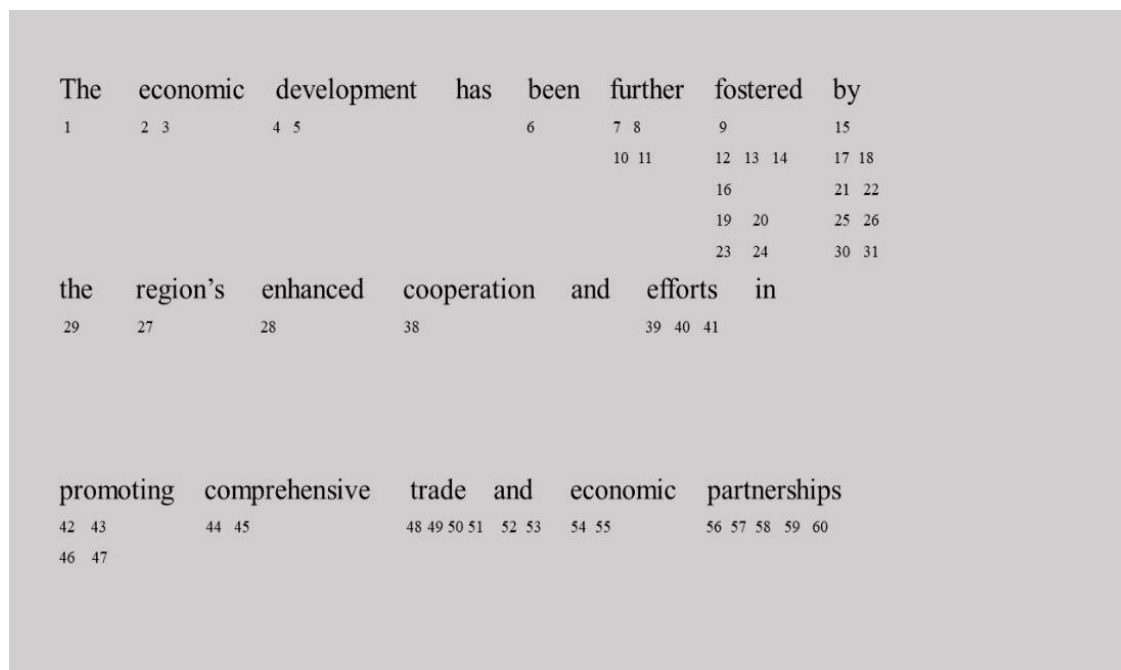 The economic development has been further fostered by
1 2 3 4 5 6 7 8 9 15
10 11 12 13 14 17 18
16 21 22
19 20 25 26
23 24 30 31
the region’s enhanced cooperation and efforts in
29 27 28 38 39 40 41
promoting comprehensive trade and economic partnerships
42 43 44 45 48 49 50 51 52 53 54 55 56 57 58 59 60
46 47